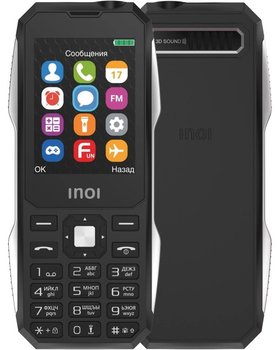 3D SOUND
Сообщения
17
FM
FUN
OK
Назад
INOI
INOI
1
2 АБВГ abc
3 ДЕЖЗ def
4 ИЙКЛ ghi
5 МНОП jkl
6 РСТУ mno
7 ФХЦЧ pqrs
8 ШЩЪЫ tuv
9 ЬЭЮЯ wxyz
*
0
#